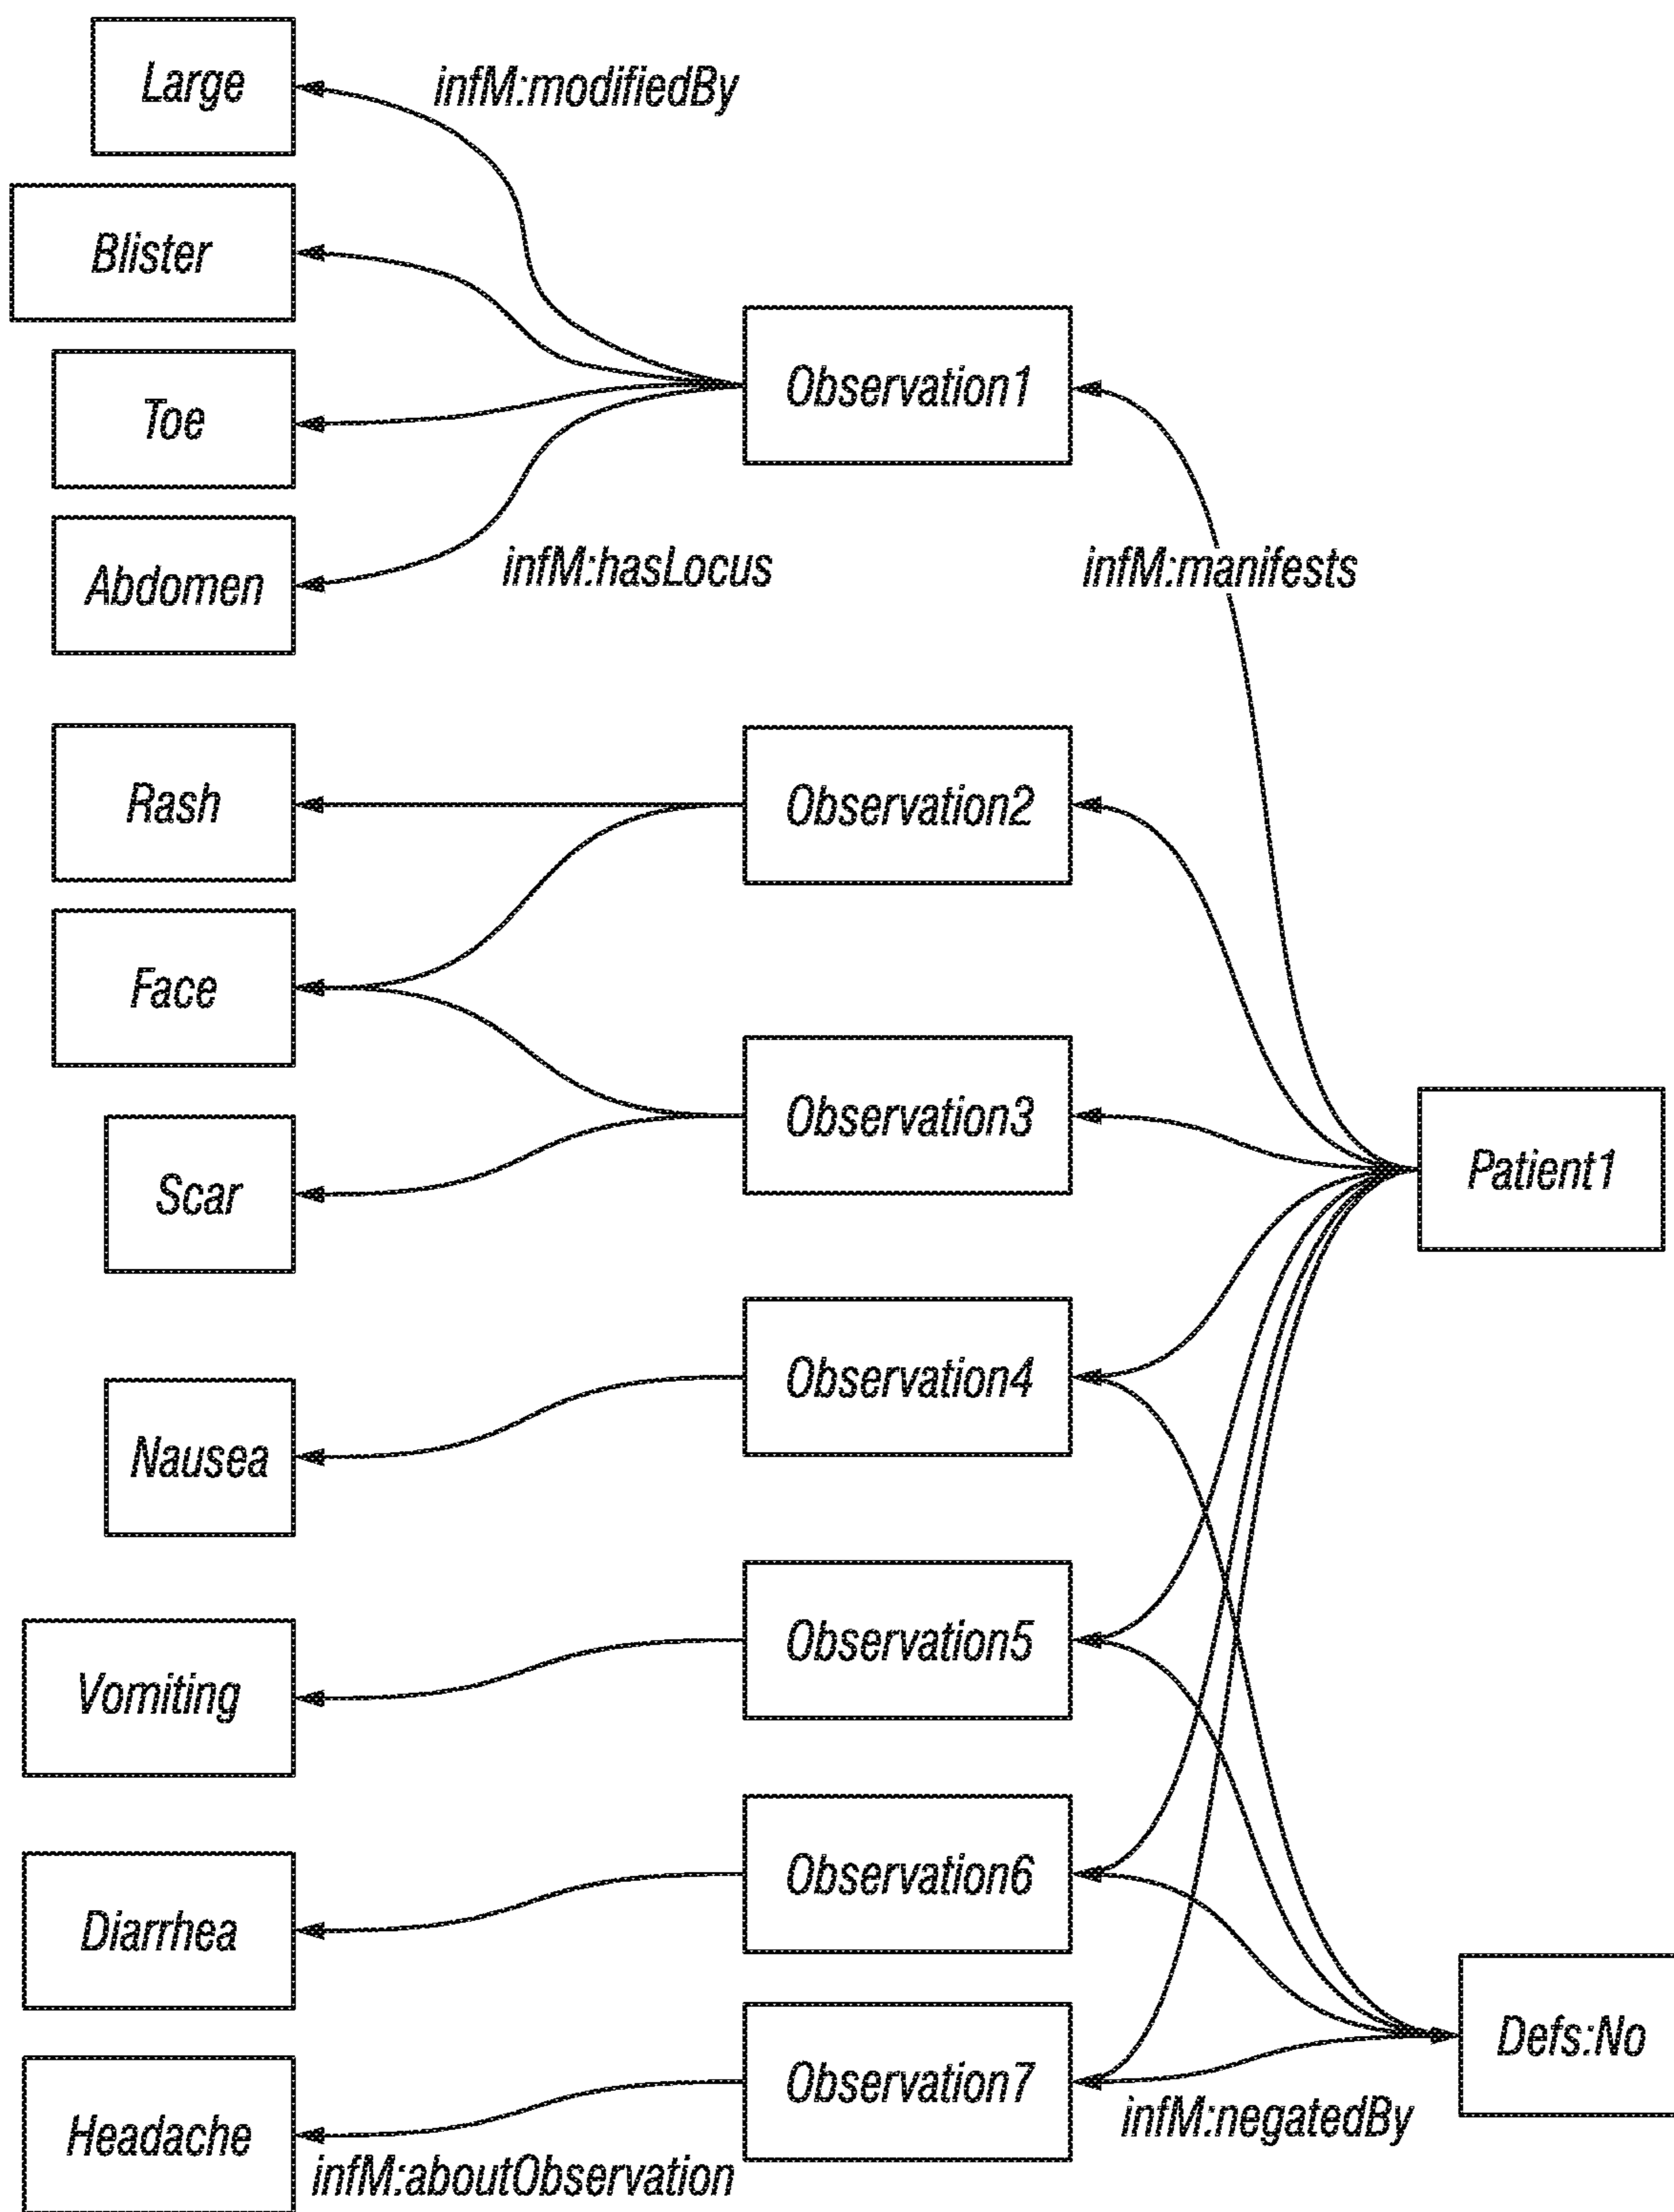 Large
infM:modifiedBy
Blister
Observation1
Toe
Abdomen
infM:hasLocus
infM:manifests
Rash
Observation2
Face
Observation3
Patient1
Scar
Observation4
Nausea
Observation5
Vomiting
Observation6
Diarrhea
Defs:No
Observation7
infM:negatedBy
Headache
infM:aboutObservation